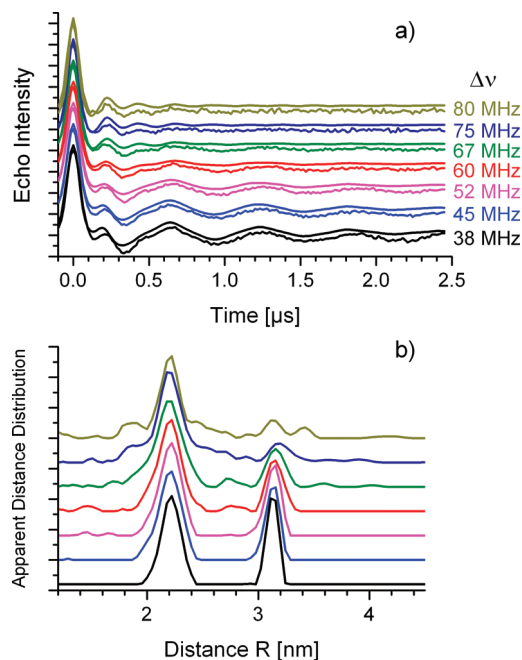 a)
Δν
80 MHz
75 MHz
67 MHz
60 MHz
52 MHz
45 MHz
38 MHz
Echo Intensity
0.0 0.5 1.0 1.5 2.0 2.5
Time [µs]
b)
Apparent Distance Distribution
2 3 4
Distance R [nm]